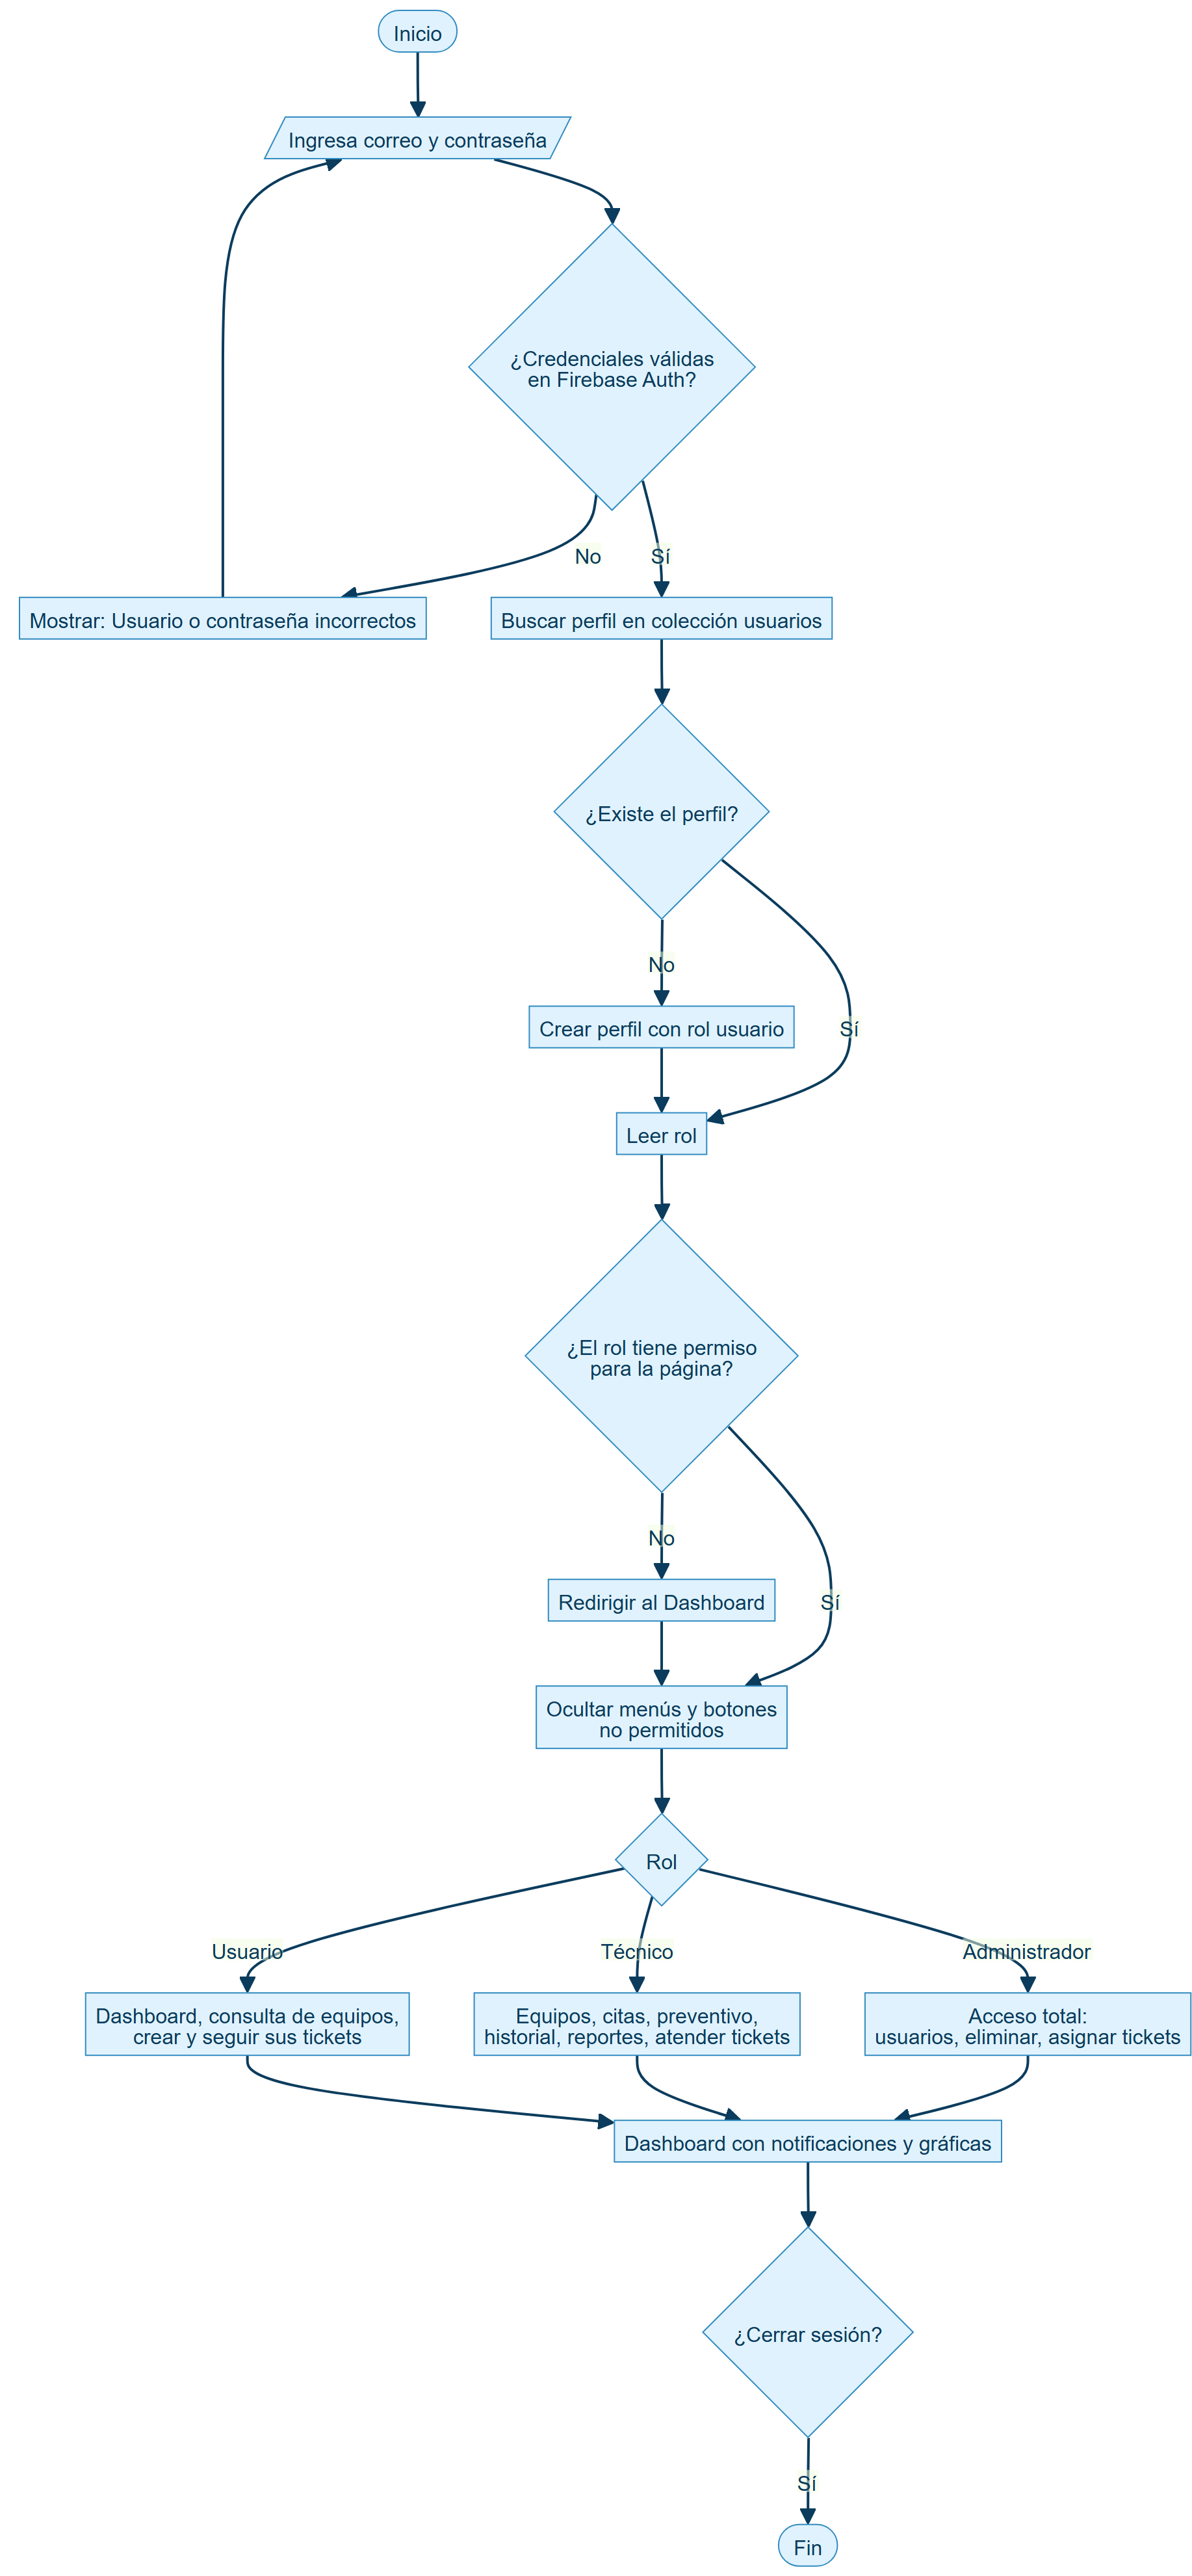 Inicio
Ingresa correo y contraseña
¿Credenciales válidas
en Firebase Auth?
No
Sí
Mostrar: Usuario o contraseña incorrectos
Buscar perfil en colección usuarios
¿Existe el perfil?
No
Crear perfil con rol usuario
Sí
Leer rol
¿El rol tiene permiso
para la página?
No
Redirigir al Dashboard
Sí
Ocultar menús y botones
no permitidos
Rol
Usuario
Técnico
Administrador
Dashboard, consulta de equipos,
crear y seguir sus tickets
Equipos, citas, preventivo,
historial, reportes, atender tickets
Acceso total:
usuarios, eliminar, asignar tickets
Dashboard con notificaciones y gráficas
¿Cerrar sesión?
Sí
Fin